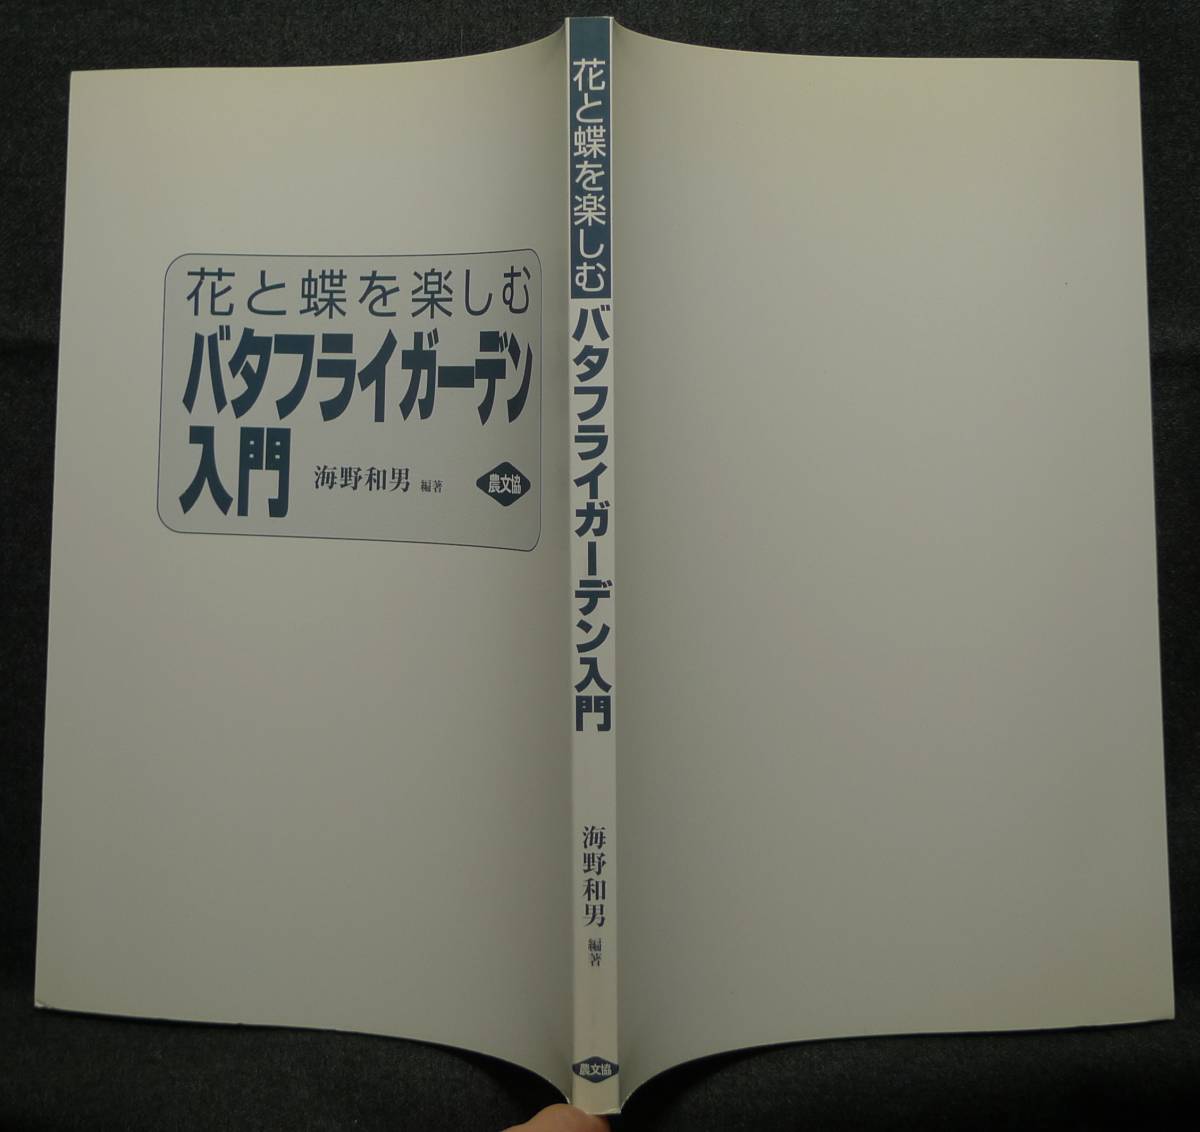 花と蝶を楽しむ
バタフライガーデン
入門
海野和男 編著
農文協
花と蝶を楽しむ バタフライガーデン入門 海野和男 編著 農文協